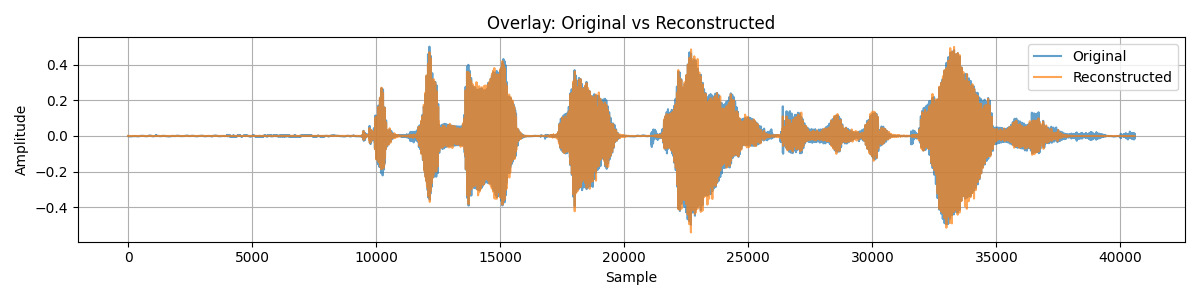 Overlay: Original vs Reconstructed
Original
Reconstructed
Amplitude
0.4
0.2
0.0
−0.2
−0.4
0 5000 10000 15000 20000 25000 30000 35000 40000
Sample